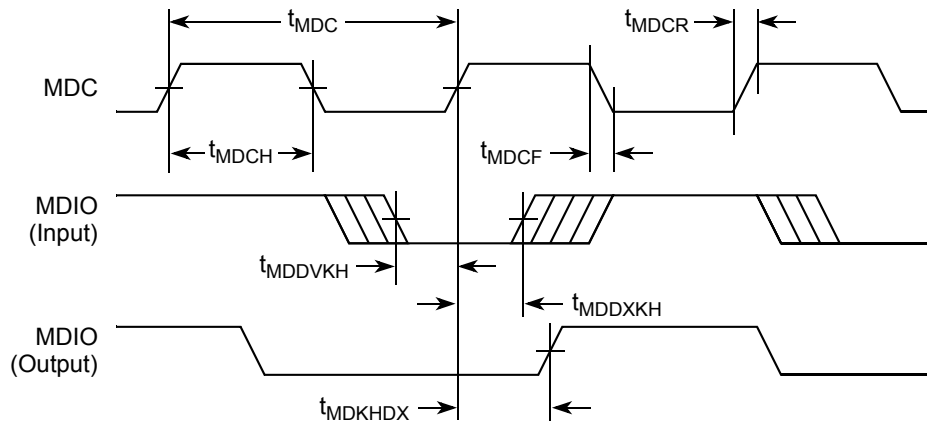 tMDC
tMDCR
MDC
tMDCH
tMDCF
MDIO
(Input)
tMDDVKH
tMDDXKH
MDIO
(Output)
tMDKHDX